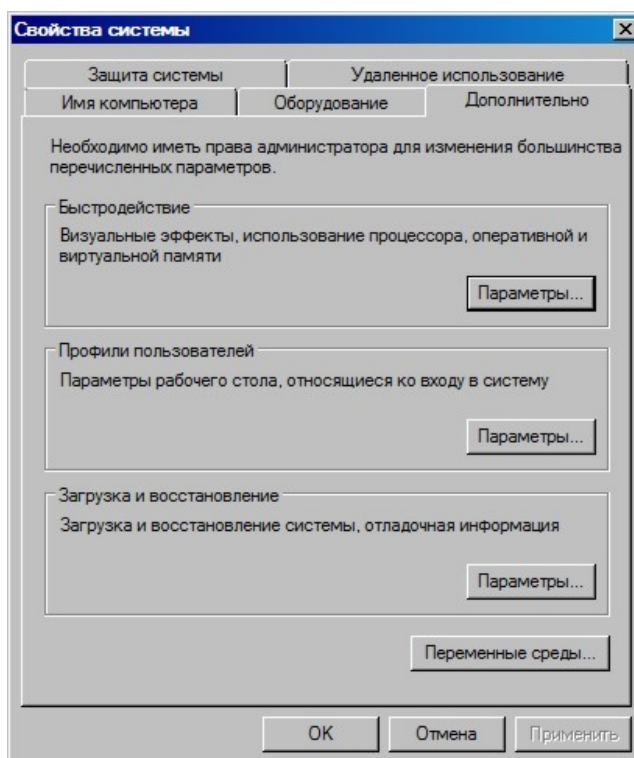 Свойства системы
Защита системы
Удаленное использование
Имя компьютера
Оборудование
Дополнительно
Необходимо иметь права администратора для изменения большинства
перечисленных параметров.
Быстродействие
Визуальные эффекты, использование процессора, оперативной и
виртуальной памяти
Параметры...
Профили пользователей
Параметры рабочего стола, относящиеся ко входу в систему
Параметры...
Загрузка и восстановление
Загрузка и восстановление системы, отладочная информация
Параметры...
Переменные среды...
OK
Отмена
Применить